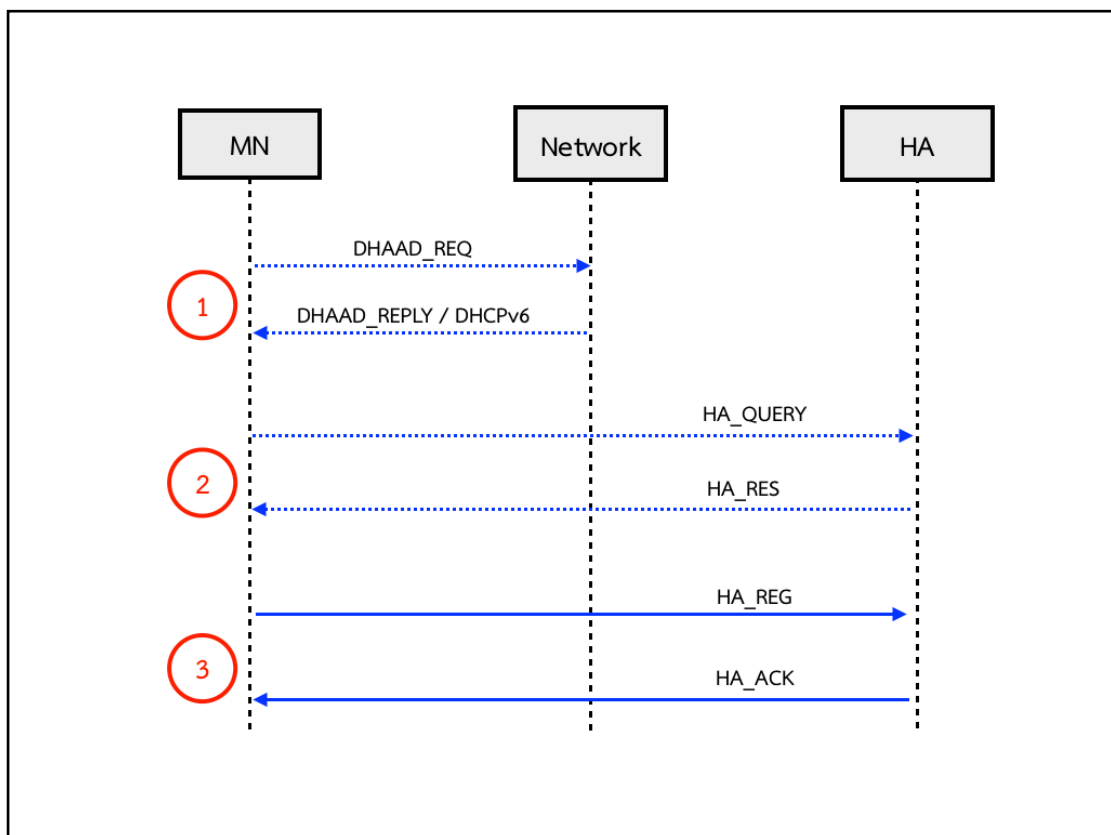 MN
Network
HA
DHAAD_REQ
1
DHAAD_REPLY / DHCPv6
HA_QUERY
2
HA_RES
HA_REG
3
HA_ACK